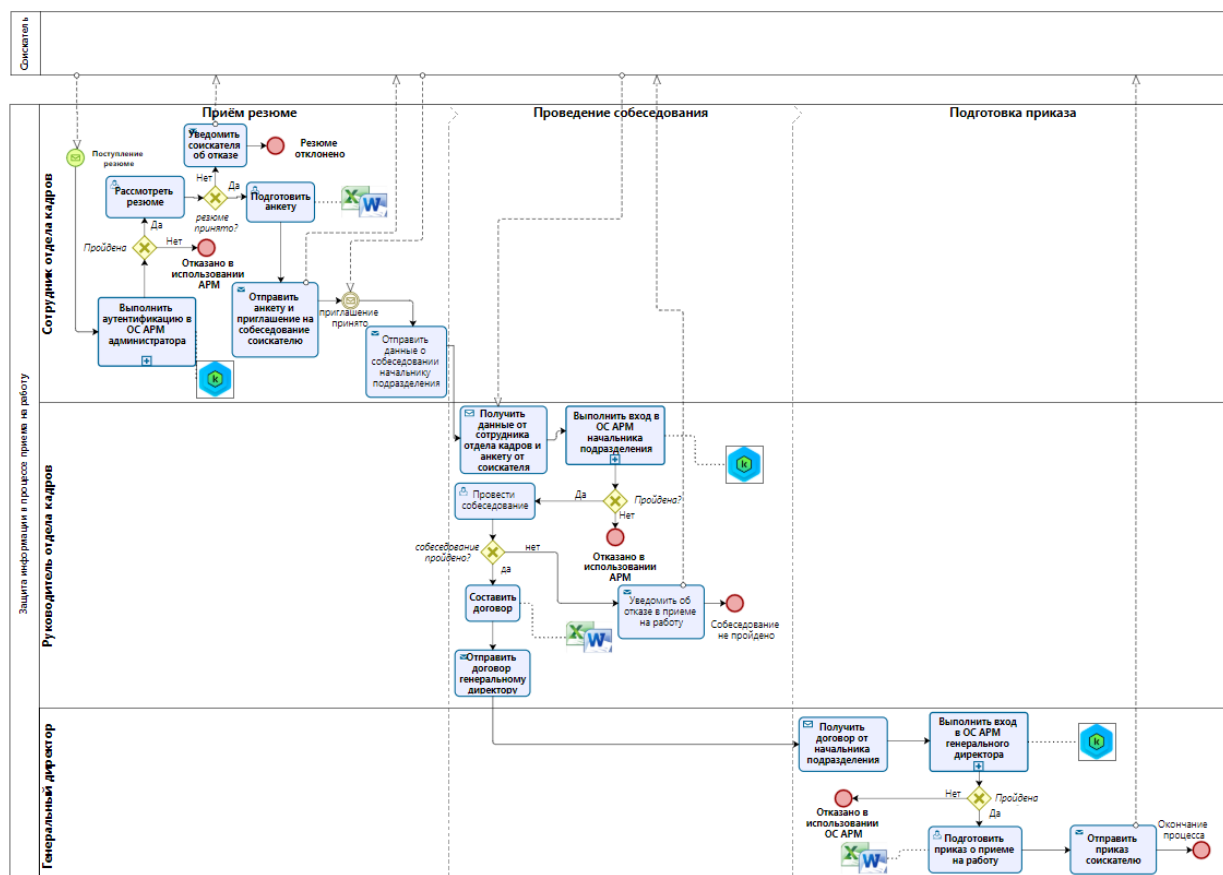 Соискатель
Защита информации в процессе приема на работу
Приём резюме
Проведение собеседования
Подготовка приказа
Сотрудник отдела кадров
Поступление
резюме
Уведомить
соискателя
об отказе
Резюме
отклонено
Нет
Да
Рассмотреть
резюме
резюме
принято?
Подготовить
анкету
X
W
Да
Пройдена
Нет
Отказано в
использовании
АРМ
Выполнить
аутентификацию в
ОС АРМ
администратора
k
Отправить
анкету и
приглашение на
собеседование
соискателю
приглашение
принято
Отправить
данные о
собеседовании
начальнику
подразделения
Руководитель отдела кадров
Получить
данные от
сотрудника
отдела кадров и
анкету от
соискателя
Выполнить вход в
ОС АРМ
начальника
подразделения
k
Провести
собеседование
Да
Пройдена?
Нет
Отказано в
использовании
АРМ
собеседование
пройдено?
нет
да
Составить
договор
X
W
Уведомить об
отказе в приеме
на работу
Собеседование
не пройдено
Отправить
договор
генеральному
директору
Генеральный директор
Получить
договор от
начальника
подразделения
Выполнить вход
в ОС АРМ
генерального
директора
k
Нет
Пройдена
Да
Отказано в
использовании
ОС АРМ
X
W
Подготовить
приказ о приеме
на работу
Отправить
приказ
соискателю
Окончание
процесса